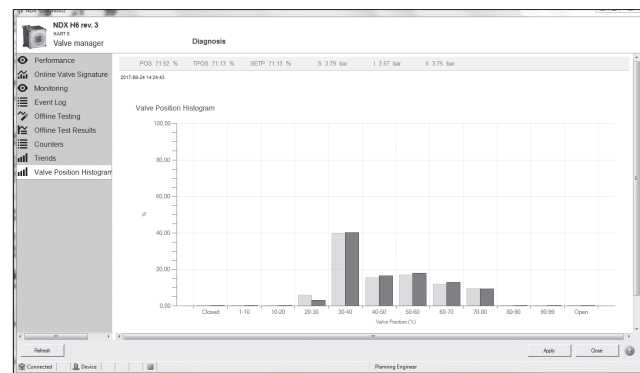 NDX H6 rev. 3
HART 6
Valve manager
Diagnosis
Performance
Online Valve Signature
Monitoring
Event Log
Offline Testing
Offline Test Results
Counters
Trends
Valve Position Histogram
POS 71.52 % TPOS 71.13 % SETP 71.13 % S 3.79 bar I 3.57 bar II 3.75 bar
2017-08-24 14:24:43
Valve Position Histogram
100,00
80.00
60,00
%
40,00
20,00
0.00
Closed 1-10 10-20 20-30 30-40 40-50 50-60 60-70 70-80 80-90 90-99 Open
Valve Position (%)
Refresh Apply Close
Connected Device Planning Engineer